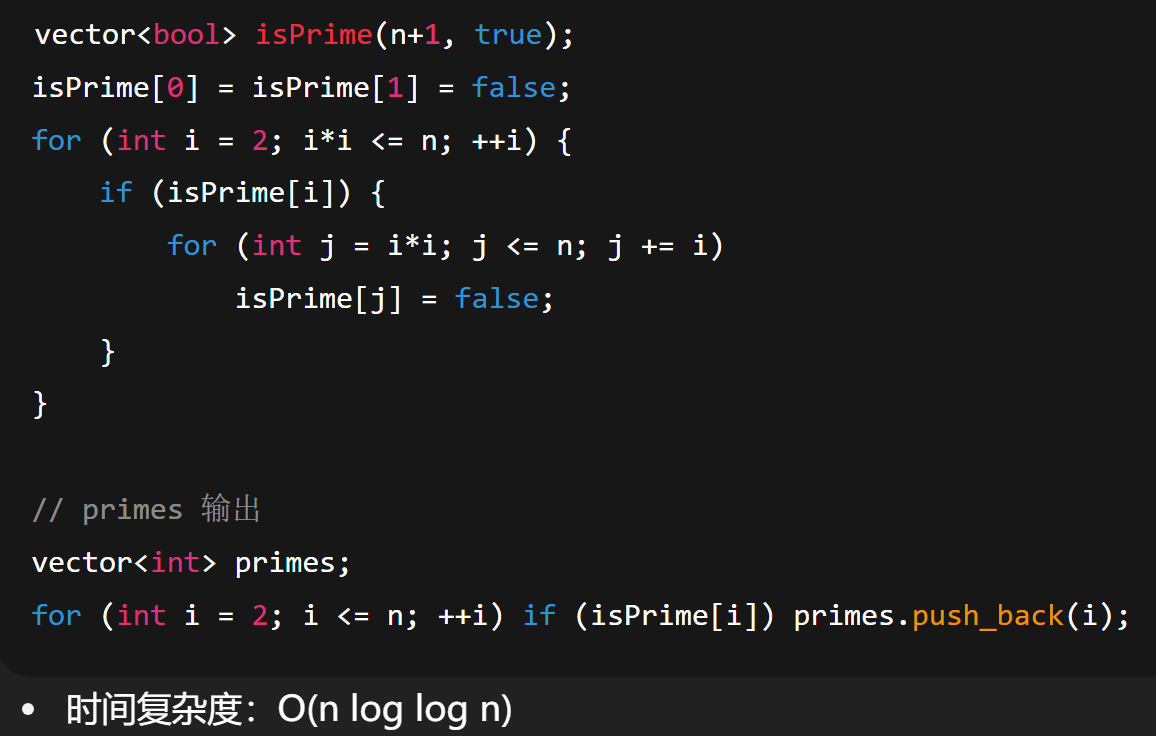 vector<bool> isPrime(n+1, true);
isPrime[0] = isPrime[1] = false;
for (int i = 2; i*i <= n; ++i) {
    if (isPrime[i]) {
        for (int j = i*i; j <= n; j += i)
            isPrime[j] = false;
    }
}

// primes 输出
vector<int> primes;
for (int i = 2; i <= n; ++i) if (isPrime[i]) primes.push_back(i);
• 时间复杂度：O(n log log n)